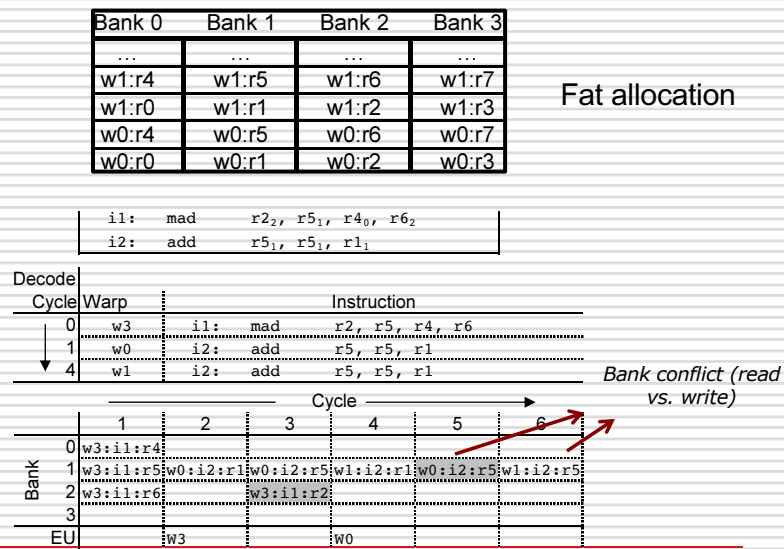 Bank 0 Bank 1 Bank 2 Bank 3
... ... ... ...
w1:r4 w1:r5 w1:r6 w1:r7
w1:r0 w1:r1 w1:r2 w1:r3
w0:r4 w0:r5 w0:r6 w0:r7
w0:r0 w0:r1 w0:r2 w0:r3
Fat allocation
i1: mad r2₂, r5₁, r4₀, r6₂
i2: add r5₁, r5₁, r1₁
Decode
Cycle Warp Instruction
0 w3 i1: mad r2, r5, r4, r6
1 w0 i2: add r5, r5, r1
4 w1 i2: add r5, r5, r1
Bank conflict (read
vs. write)
Cycle
1 2 3 4 5 6
Bank
0 w3:i1:r4
1 w3:i1:r5 w0:i2:r1 w0:i2:r5 w1:i2:r1 w0:i2:r5 w1:i2:r5
2 w3:i1:r6 w3:i1:r2
3
EU W3 W0